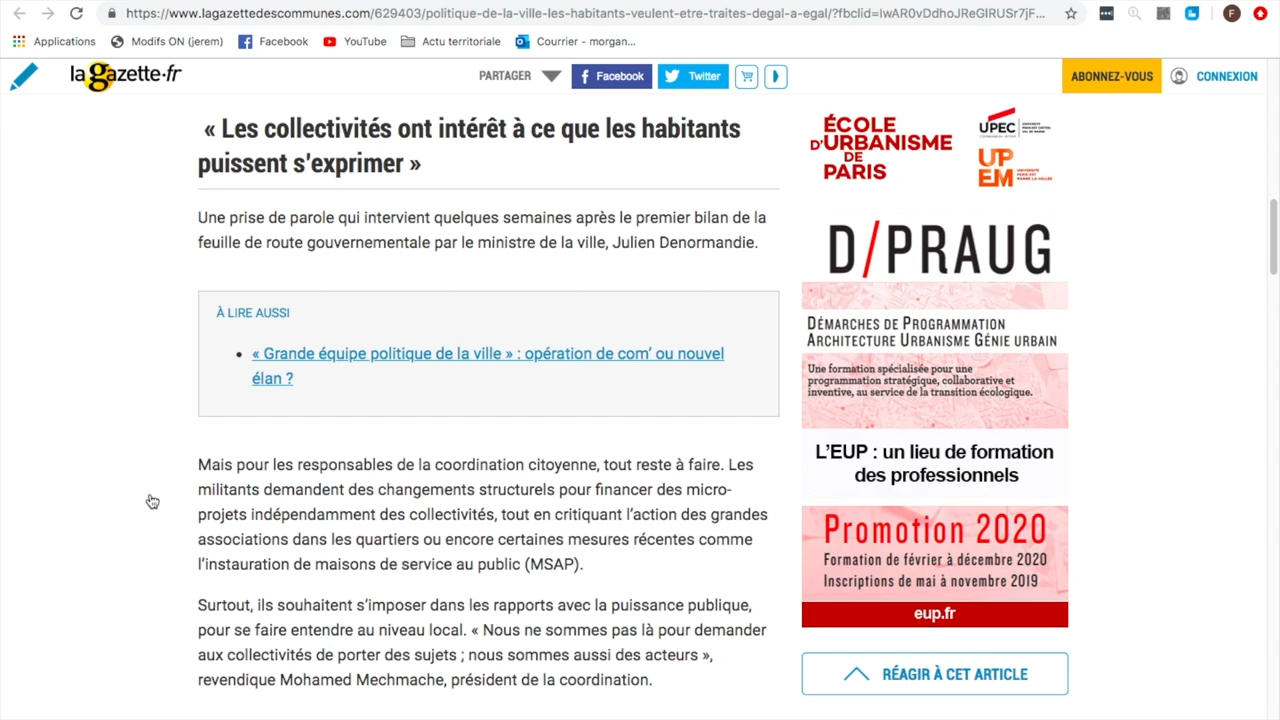 https://www.lagazettedescommunes.com/629403/politique-de-la-ville-les-habitants-veulent-etre-traites-degal-a-egal/?fbclid=IwAR0vDdhoJReGIRUSr7jF...
F
Applications
Modifs ON (jerem)
Facebook
YouTube
Actu territoriale
Courrier - morgan...
la gazette·fr
PARTAGER
Facebook
Twitter
ABONNEZ-VOUS
CONNEXION
« Les collectivités ont intérêt à ce que les habitants
puissent s’exprimer »
Une prise de parole qui intervient quelques semaines après le premier bilan de la
feuille de route gouvernementale par le ministre de la ville, Julien Denormandie.
À LIRE AUSSI
« Grande équipe politique de la ville » : opération de com’ ou nouvel
élan ?
Mais pour les responsables de la coordination citoyenne, tout reste à faire. Les
militants demandent des changements structurels pour financer des micro-
projets indépendamment des collectivités, tout en critiquant l’action des grandes
associations dans les quartiers ou encore certaines mesures récentes comme
l’instauration de maisons de service au public (MSAP).
Surtout, ils souhaitent s’imposer dans les rapports avec la puissance publique,
pour se faire entendre au niveau local. « Nous ne sommes pas là pour demander
aux collectivités de porter des sujets ; nous sommes aussi des acteurs »,
revendique Mohamed Mechmache, président de la coordination.
ÉCOLE
D'URBANISME
DE
PARIS
UPEC
UP
EM
D/PRAUG
DÉMARCHES DE PROGRAMMATION
ARCHITECTURE URBANISME GÉNIE URBAIN
Une formation spécialisée pour une
programmation stratégique, collaborative et
inventive, au service de la transition écologique.
L’EUP : un lieu de formation
des professionnels
Promotion 2020
Formation de février à décembre 2020
Inscriptions de mai à novembre 2019
eup.fr
RÉAGIR À CET ARTICLE